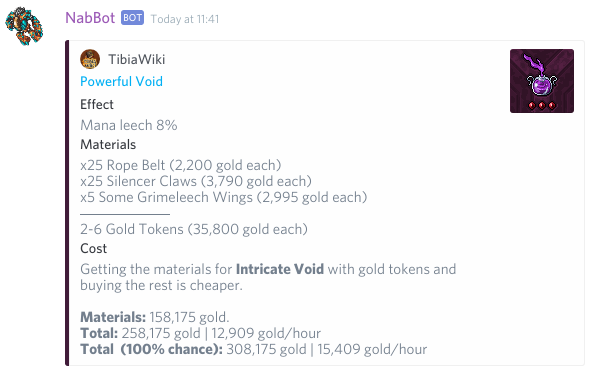 NabBot BOT Today at 11:41
TibiaWiki
Powerful Void
Effect
Mana leech 8%
Materials
x25 Rope Belt (2,200 gold each)
x25 Silencer Claws (3,790 gold each)
x5 Some Grimeleech Wings (2,995 gold each)
2-6 Gold Tokens (35,800 gold each)
Cost
Getting the materials for Intricate Void with gold tokens and
buying the rest is cheaper.
Materials: 158,175 gold.
Total: 258,175 gold | 12,909 gold/hour
Total (100% chance): 308,175 gold | 15,409 gold/hour